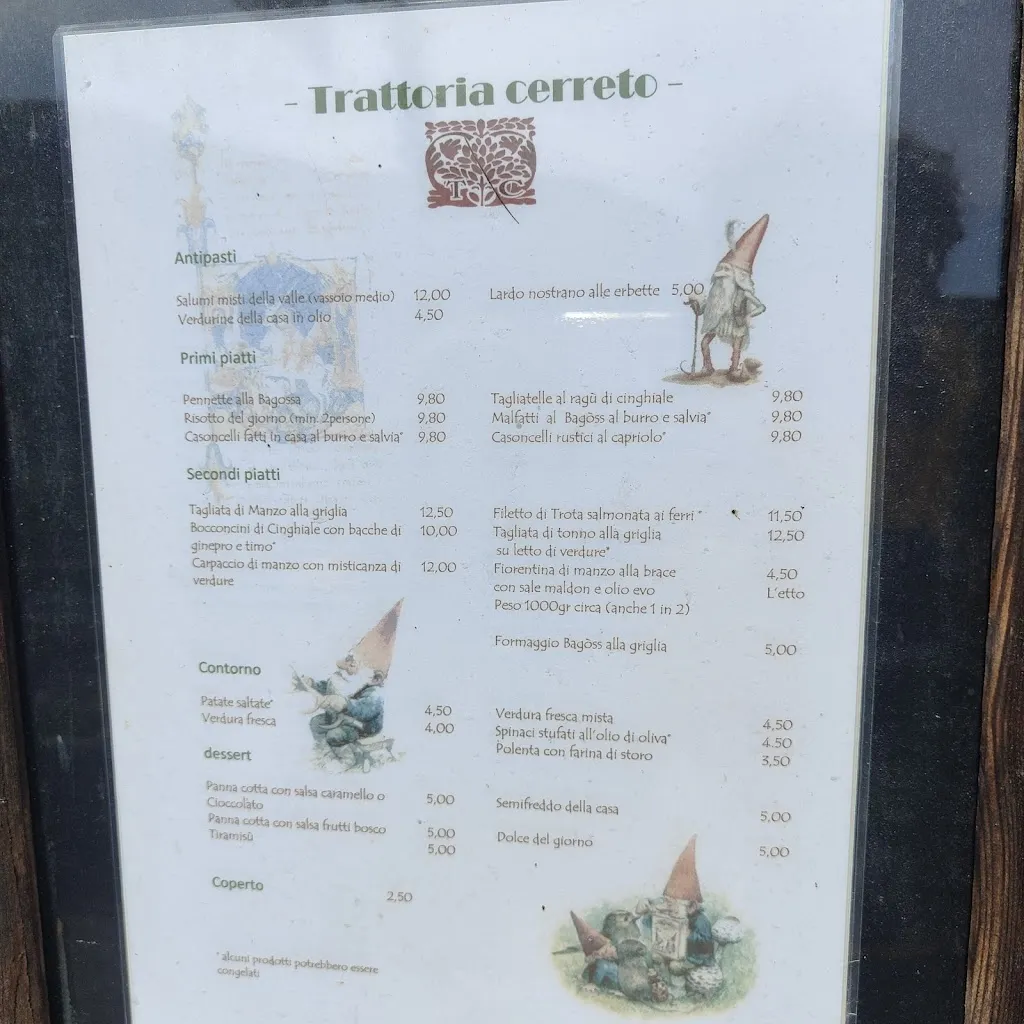 - Trattoria cerreto -
T C
Antipasti
Salumi misti della valle (vassoio medio) 12,00
Verdurine della casa in olio 4,50
Lardo nostrano alle erbette 5,00
Primi piatti
Pennette alla Bagossa 9,80
Risotto del giorno (min. 2persone) 9,80
Casoncelli fatti in casa al burro e salvia* 9,80
Tagliatelle al ragù di cinghiale 9,80
Malfatti al Bagöss al burro e salvia* 9,80
Casoncelli rustici al capriolo* 9,80
Secondi piatti
Tagliata di Manzo alla griglia 12,50
Bocconcini di Cinghiale con bacche di 10,00
ginepro e timo*
Carpaccio di manzo con misticanza di 12,00
verdure
Filetto di Trota salmonata ai ferri * 11,50
Tagliata di tonno alla griglia 12,50
su letto di verdure*
Fiorentina di manzo alla brace 4,50
con sale maldon e olio evo L'etto
Peso 1000gr circa (anche 1 in 2)
Formaggio Bagöss alla griglia 5,00
Contorno
Patate saltate* 4,50
Verdura fresca 4,00
Verdura fresca mista 4,50
Spinaci stufati all'olio di oliva* 4.50
Polenta con farina di storo 3,50
dessert
Panna cotta con salsa caramello o 5,00
Cioccolato
Panna cotta con salsa frutti bosco 5,00
Tiramisù 5,00
Semifreddo della casa 5,00
Dolce del giorno 5,00
Coperto 2,50
* alcuni prodotti potrebbero essere
congelati